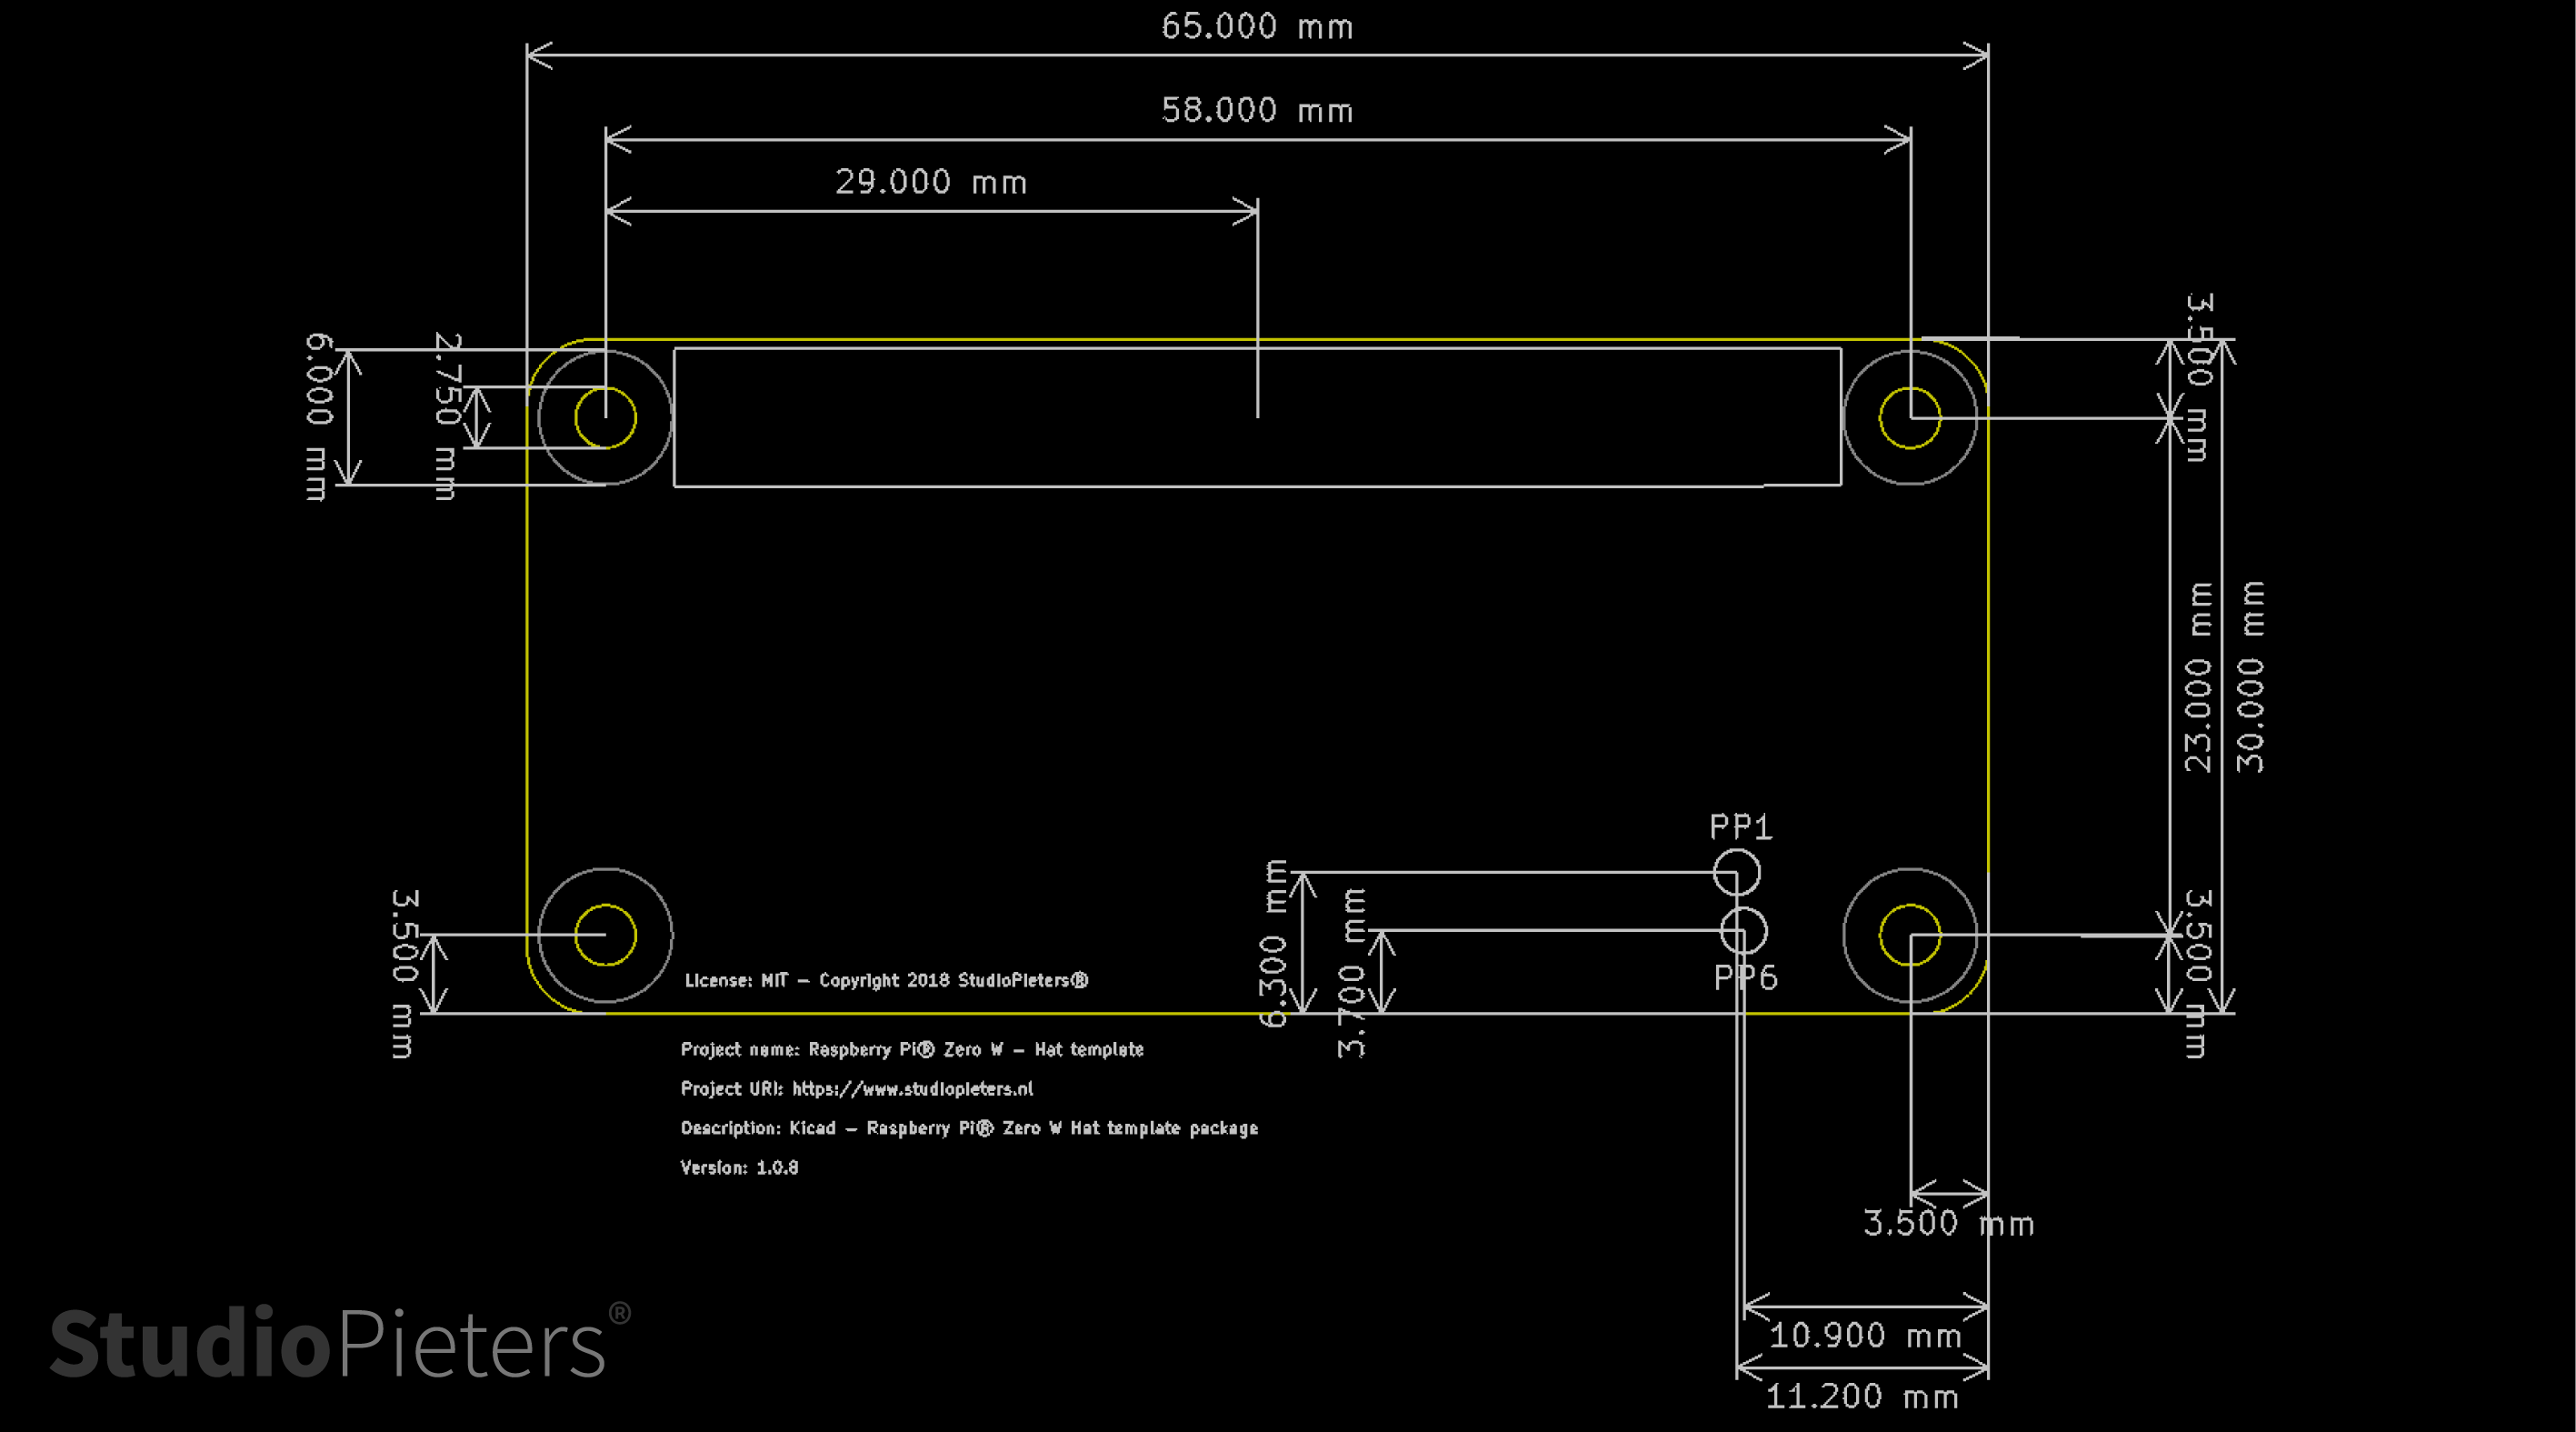 65.000 mm
58.000 mm
29.000 mm
6.000 mm
2.750 mm
3.500 mm
23.000 mm
30.000 mm
PP1
PP6
6.300 mm
3.700 mm
3.500 mm
3.500 mm
License: MIT - Copyright 2018 StudioPieters®
Project name: Raspberry Pi® Zero W - Hat template
Project URI: https://www.studiopieters.nl
Description: Kicad - Raspberry Pi® Zero W Hat template package
Version: 1.0.8
3.500 mm
10.900 mm
11.200 mm
StudioPieters®